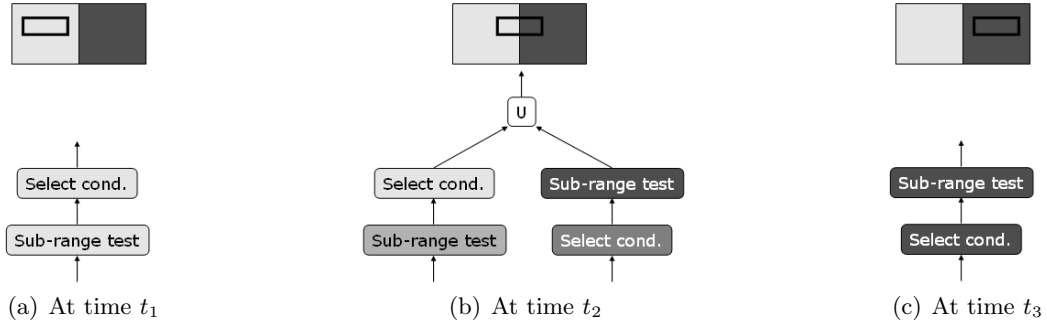 Select cond.
Sub-range test
(a) At time t₁
U
Select cond.
Sub-range test
Sub-range test
Select cond.
(b) At time t₂
Sub-range test
Select cond.
(c) At time t₃